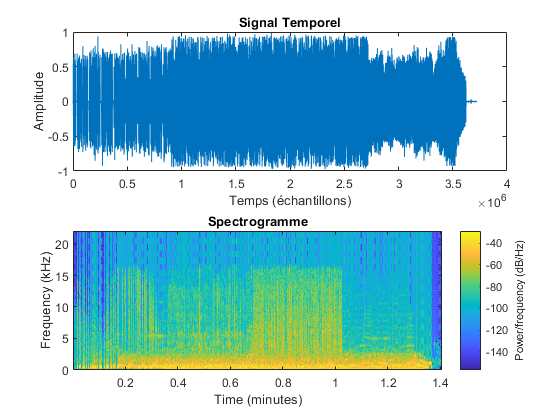 Signal Temporel
1
0.5
0
-0.5
-1
Amplitude
0 0.5 1 1.5 2 2.5 3 3.5 4
Temps (échantillons)
×10⁶
Spectrogramme
20
15
10
5
0
Frequency (kHz)
0.2 0.4 0.6 0.8 1 1.2 1.4
Time (minutes)
-40
-60
-80
-100
-120
-140
Power/frequency (dB/Hz)